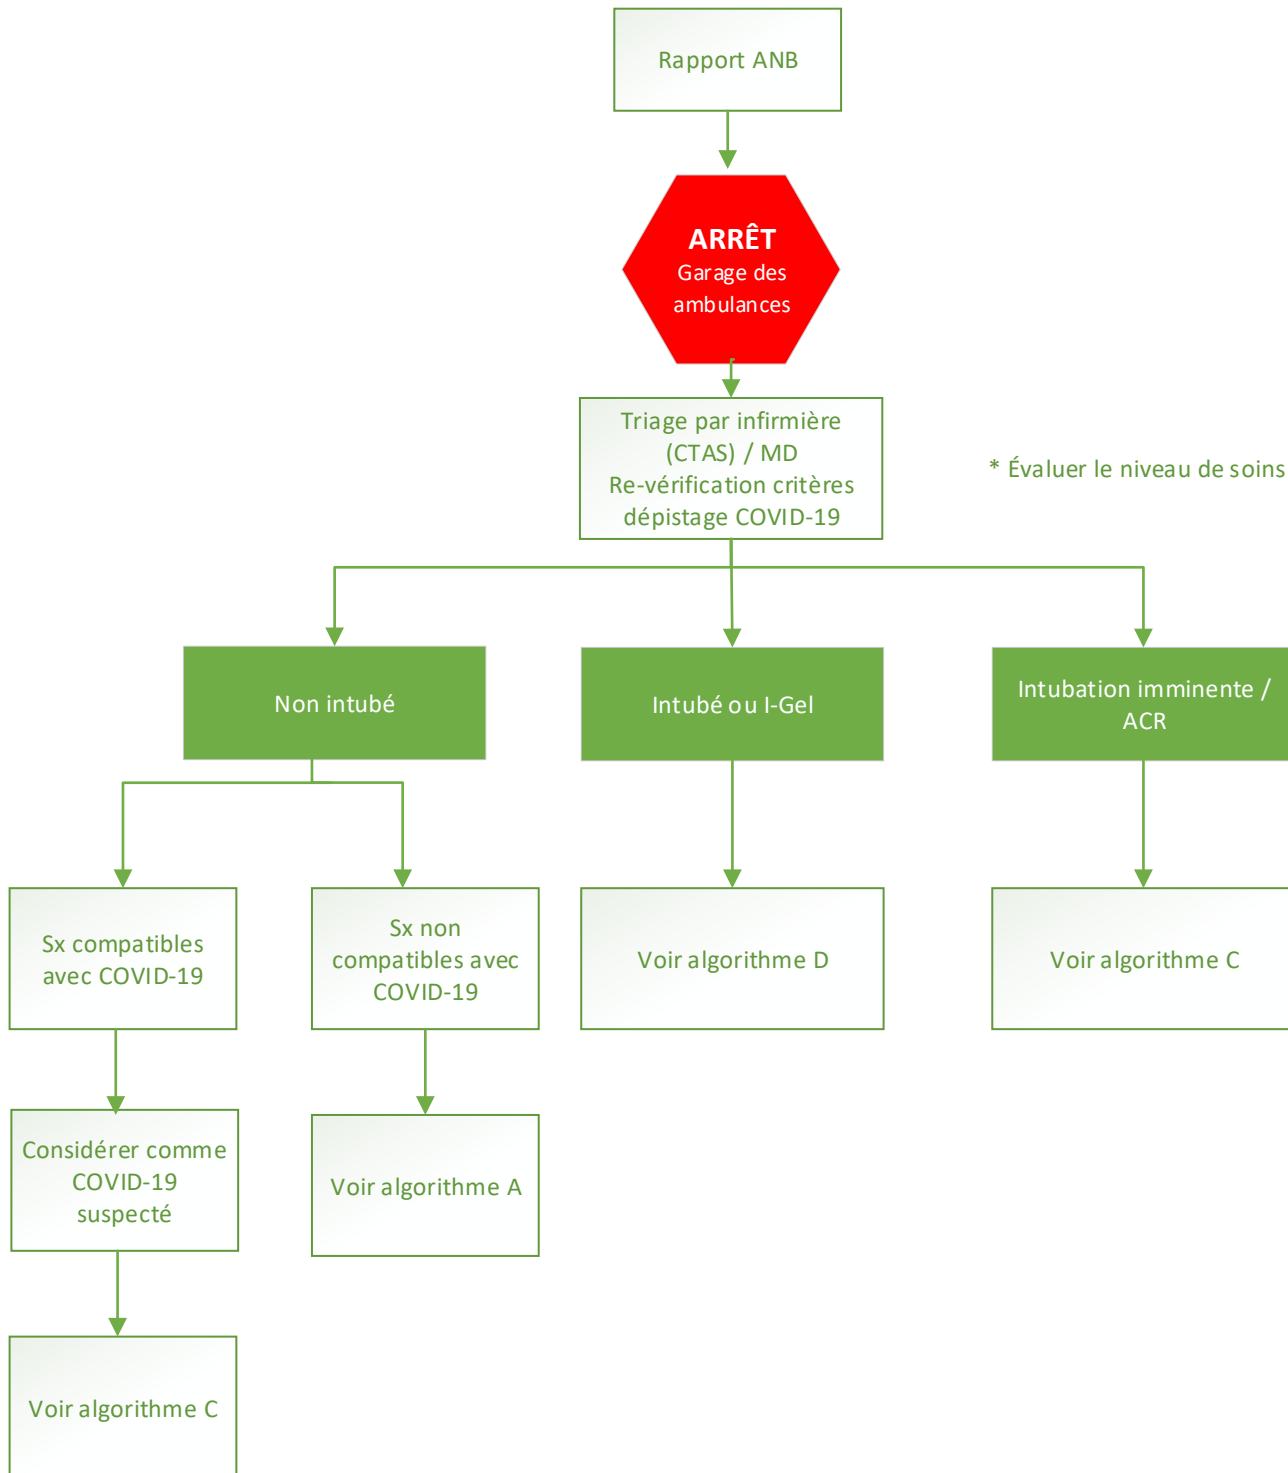 Rapport ANB
ARRÊT
Garage des
ambulances
Triage par infirmière
(CTAS) / MD
Re-vérification critères
dépistage COVID-19
* Évaluer le niveau de soins
Non intubé
Intubé ou I-Gel
Intubation imminente /
ACR
Sx compatibles
avec COVID-19
Sx non
compatibles avec
COVID-19
Voir algorithme D
Voir algorithme C
Considérer comme
COVID-19
suspecté
Voir algorithme A
Voir algorithme C